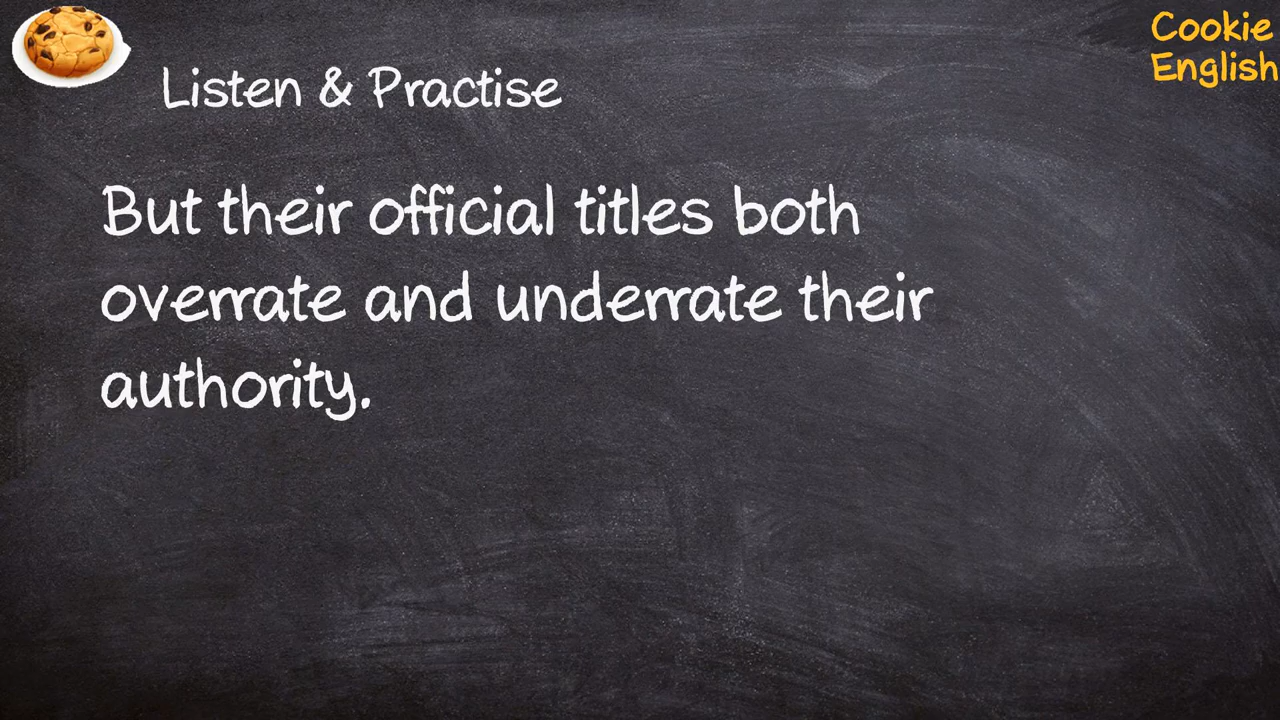 Cookie
English
Listen & Practise
But their official titles both
overrate and underrate their
authority.